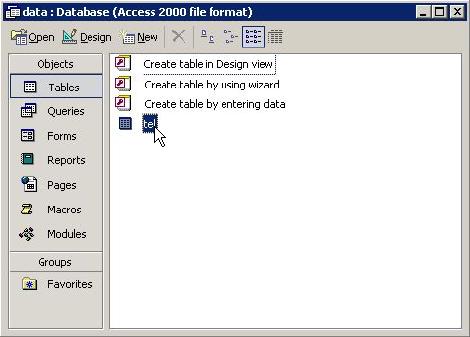 data : Database (Access 2000 file format)
Open Design New
Objects
Tables
Queries
Forms
Reports
Pages
Macros
Modules
Groups
Favorites
Create table in Design view
Create table by using wizard
Create table by entering data
tel